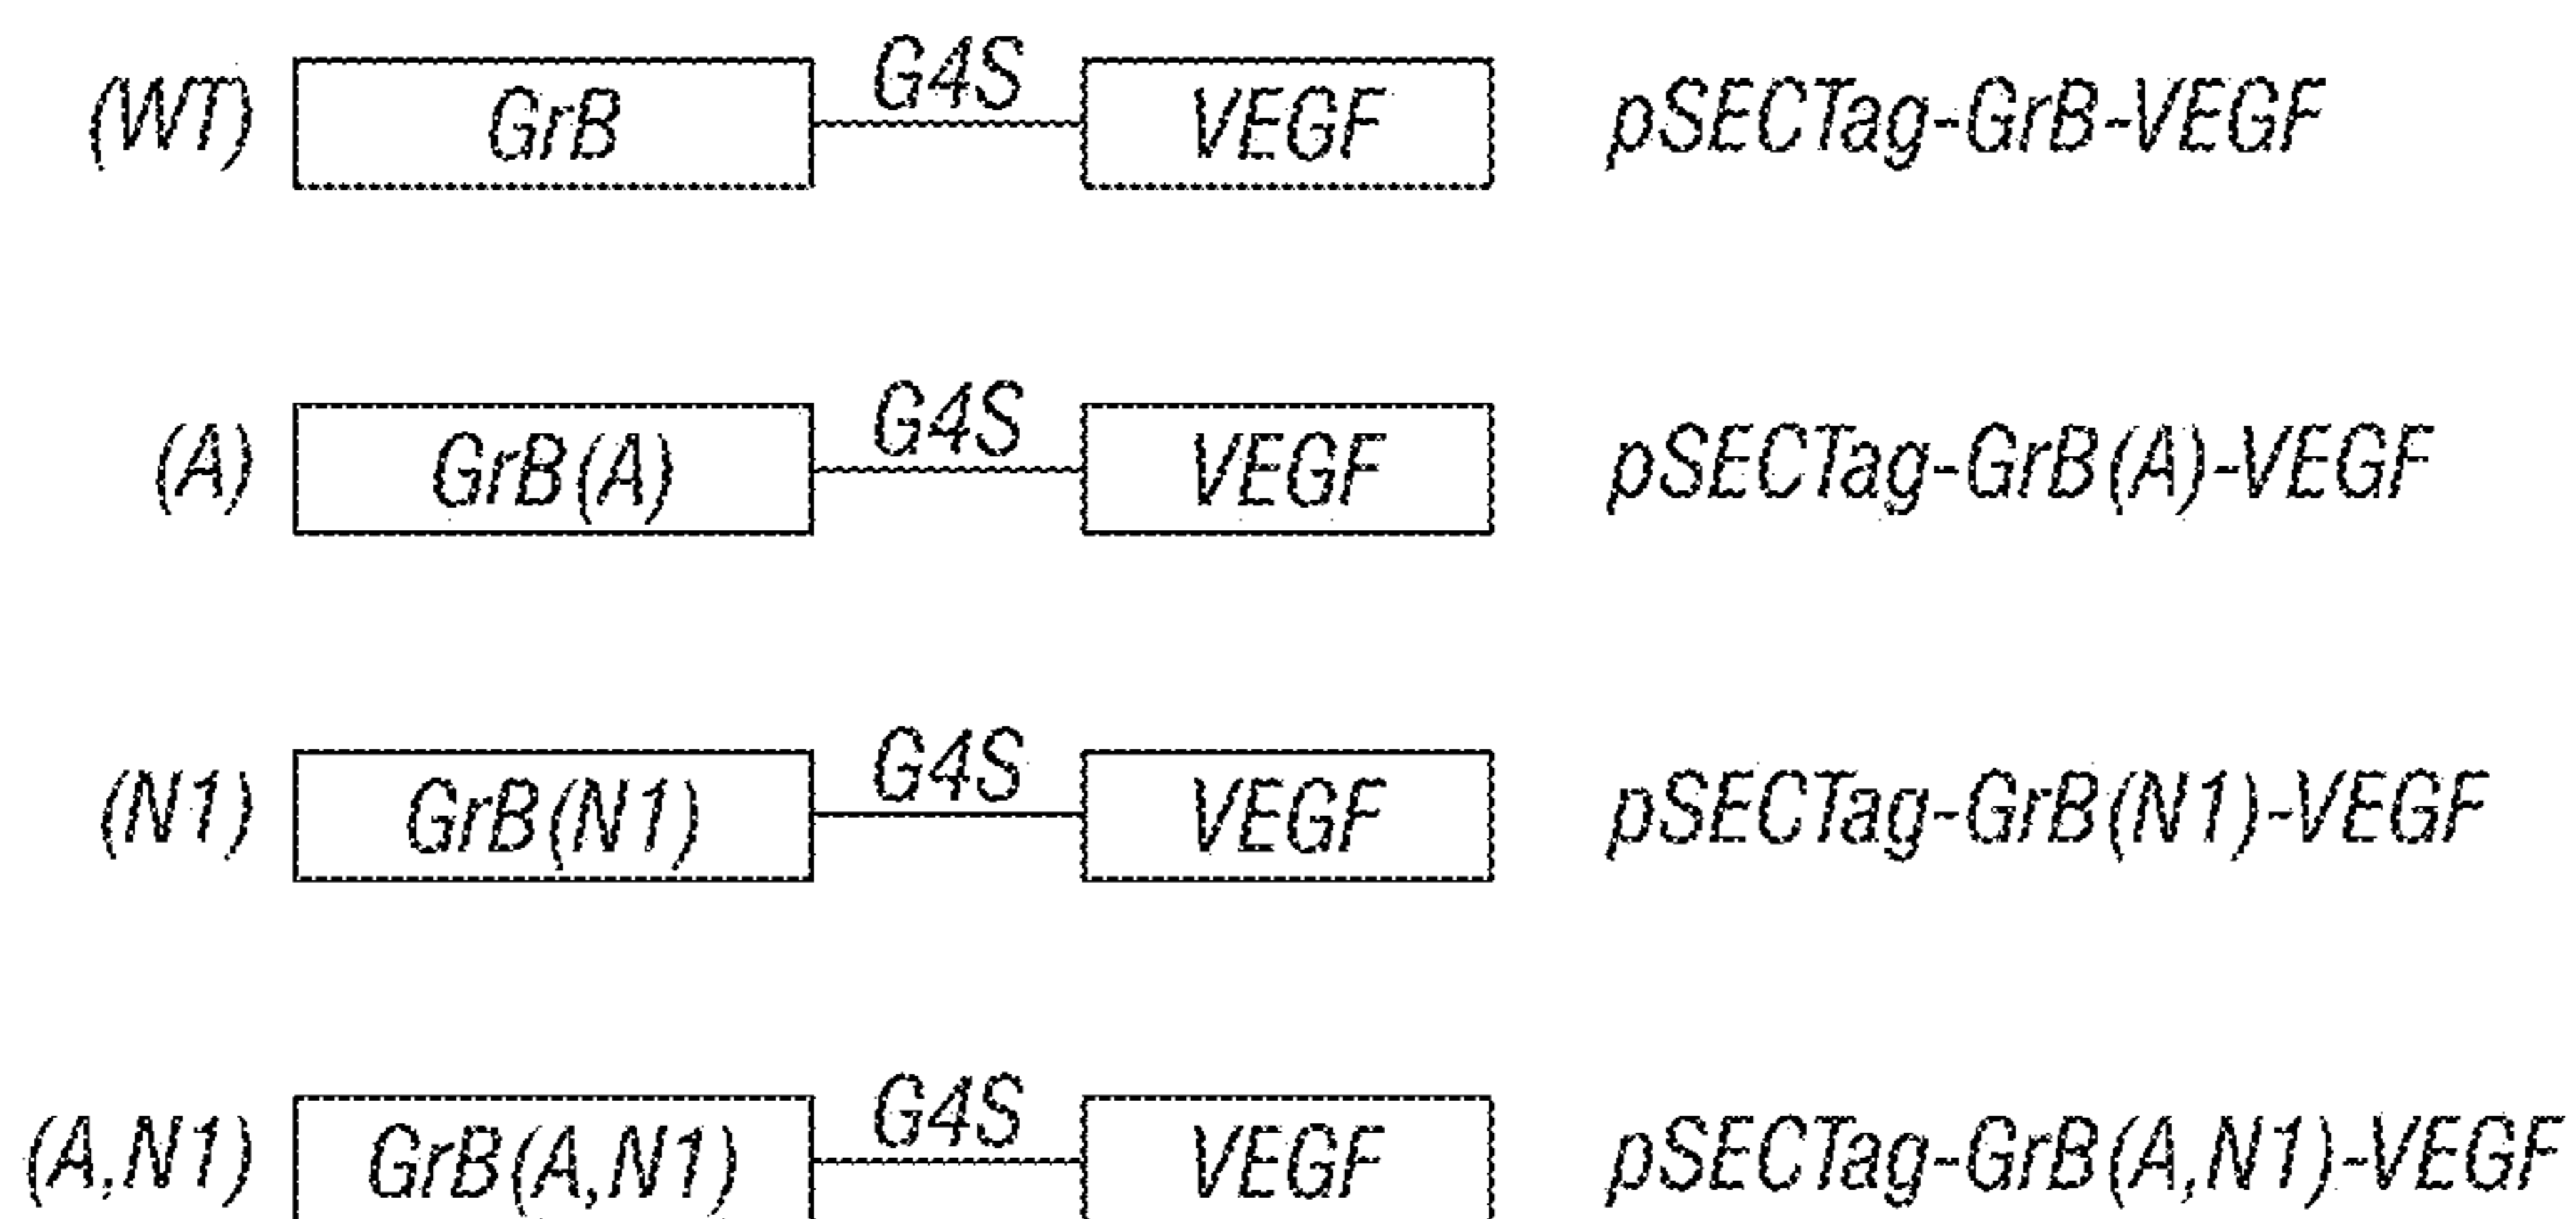 (WT) GrB G4S VEGF pSECTag-GrB-VEGF
(A) GrB(A) G4S VEGF pSECTag-GrB(A)-VEGF
(N1) GrB(N1) G4S VEGF pSECTag-GrB(N1)-VEGF
(A,N1) GrB(A,N1) G4S VEGF pSECTag-GrB(A,N1)-VEGF